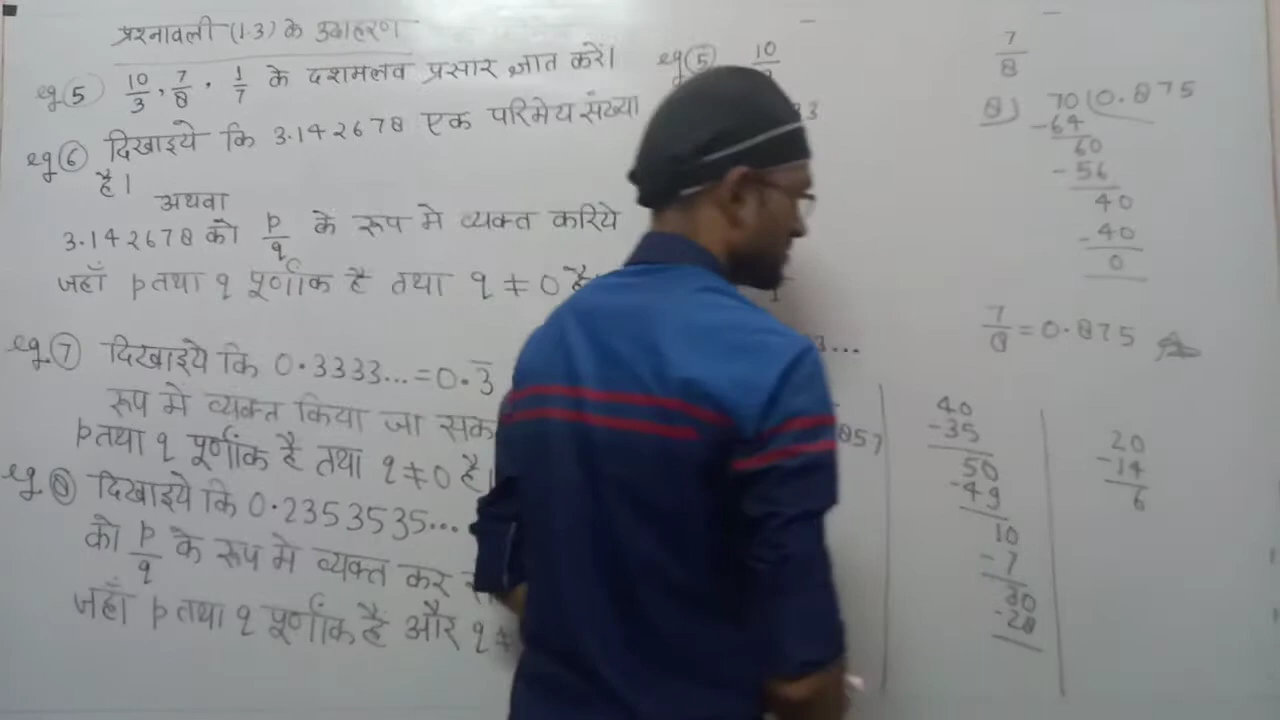 प्रश्नावली (1.3) के उदाहरण
eg ⑤ 10/3, 7/8, 1/7 के दशमलव प्रसार ज्ञात करें।
eg ⑥ दिखाइये कि 3.142678 एक परिमेय संख्या
है।
अथवा
3.142678 को p/q के रूप मे व्यक्त करिये
जहाँ p तथा q पूर्णांक है तथा q ≠ 0 है
eg. ⑦ दिखाइये कि 0.3333... = 0.3̅
रूप मे व्यक्त किया जा सक
p तथा q पूर्णांक है तथा q ≠ 0 है।
eg. ⑧ दिखाइये कि 0.2353535...
को p/q के रूप मे व्यक्त कर
जहाँ p तथा q पूर्णांक हैं और q ≠
eg ⑤ 10
3...
857
7/8
8) 70 (0.875
-64
60
-56
40
-40
0
7/8 = 0.875
40
-35
50
-49
10
-7
30
-28
20
-14
6